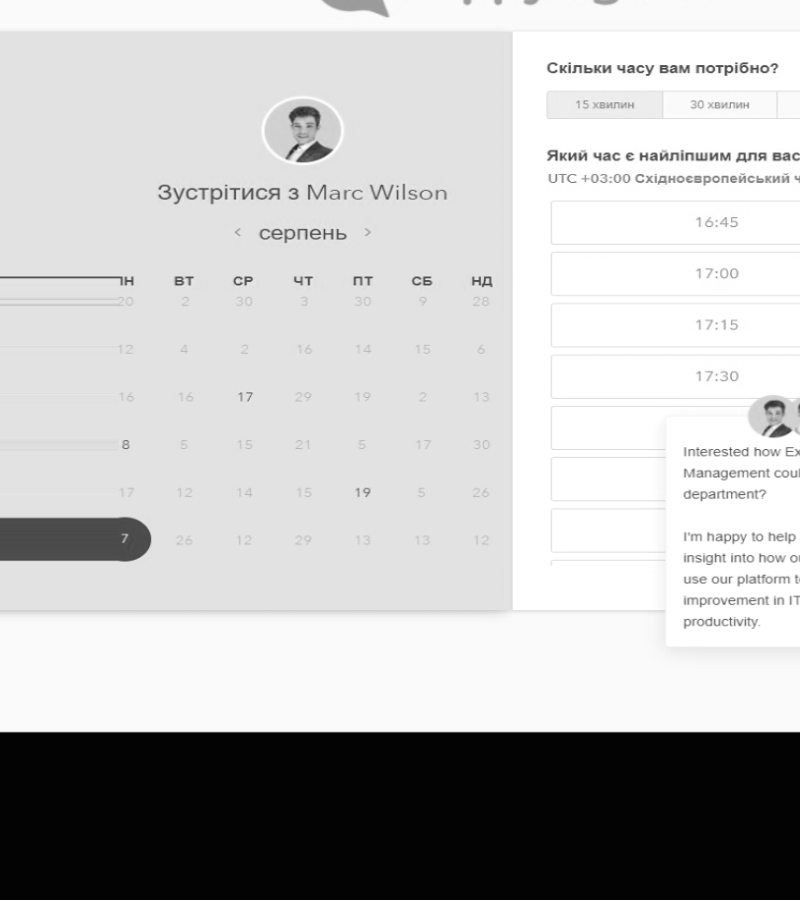 Зустрітися з Marc Wilson
‹ серпень ›
ВТ СР ЧТ ПТ СБ НД
20 2 30 3 30 9 28
12 4 2 16 14 15 6
16 16 17 29 19 2 13
8 5 15 21 5 17 30
17 12 14 15 19 5 26
7 26 12 29 13 13 12
Скільки часу вам потрібно?
15 хвилин 30 хвилин
Який час є найліпшим для вас
UTC +03:00 Східноєвропейський ч
16:45
17:00
17:15
17:30
Interested how Ex
Management coul
department?
I'm happy to help
insight into how ou
use our platform to
improvement in IT
productivity.